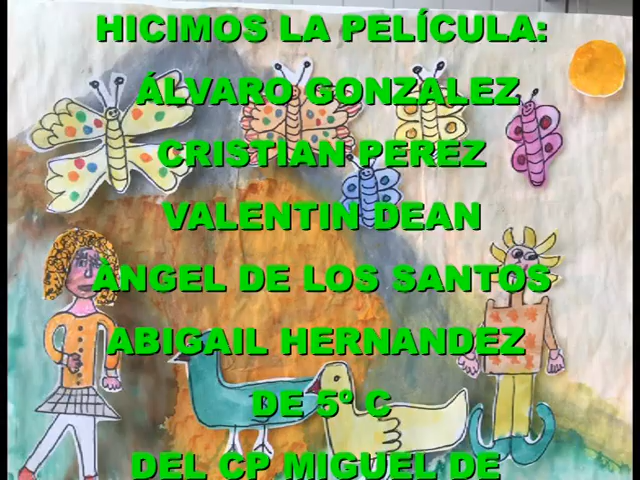 HICIMOS LA PELÍCULA:
ÁLVARO GONZALEZ
CRISTIAN PEREZ
VALENTIN DEAN
ÀNGEL DE LOS SANTOS
ABIGAIL HERNANDEZ
DE 5º C
DEL CP MIGUEL DE